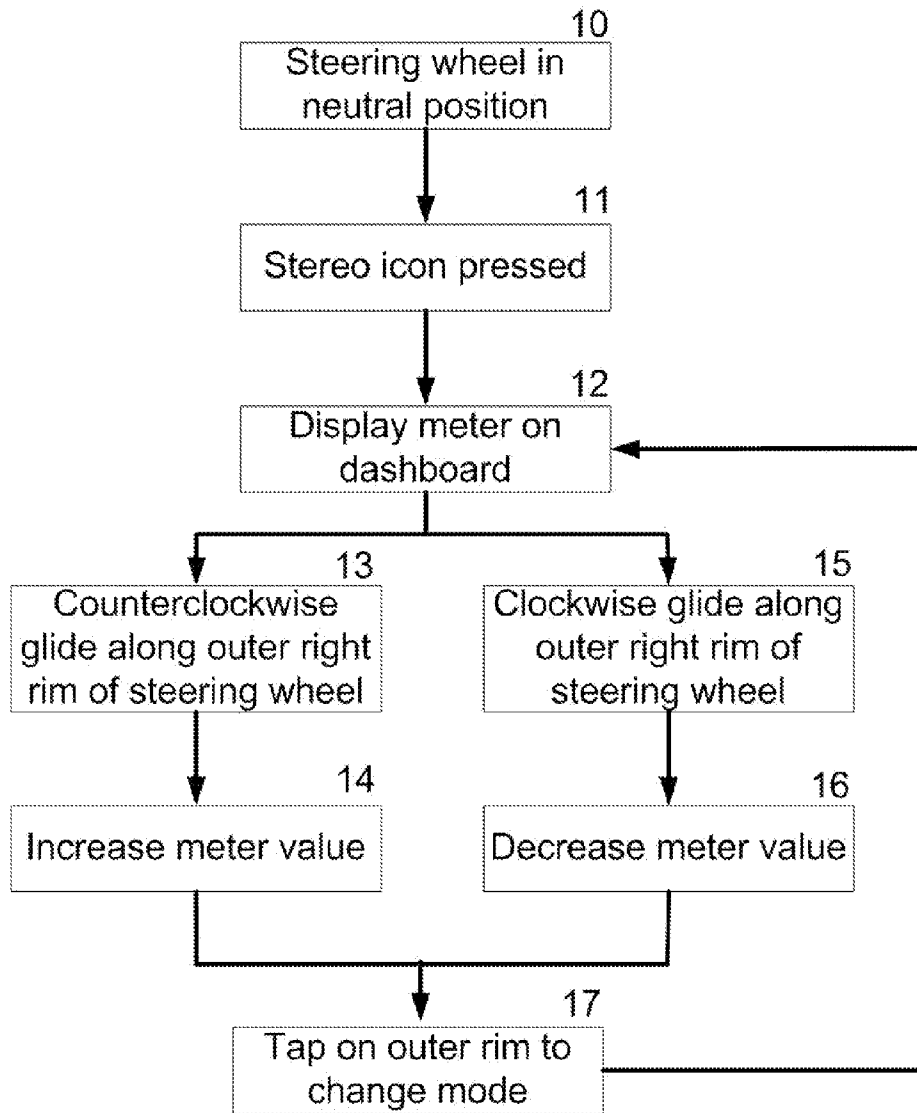 10
Steering wheel in
neutral position
11
Stereo icon pressed
12
Display meter on
dashboard
13
Counterclockwise
glide along outer right
rim of steering wheel
15
Clockwise glide along
outer right rim of
steering wheel
14
Increase meter value
16
Decrease meter value
17
Tap on outer rim to
change mode